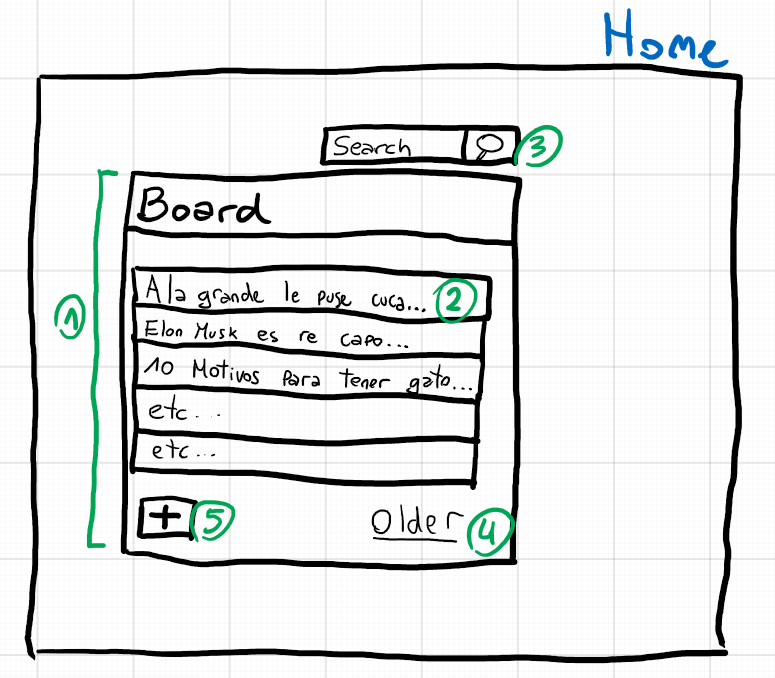 Home
Search 3
Board
1
A la grande le puse cuca... 2
Elon Musk es re capo...
10 Motivos para tener gato...
etc...
etc...
+ 5 Older 4